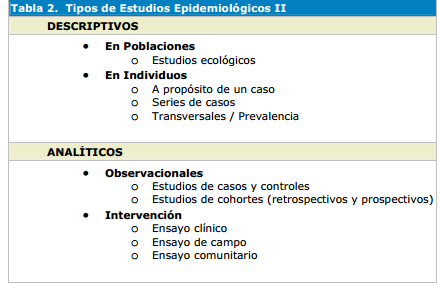 Tabla 2. Tipos de Estudios Epidemiológicos II
DESCRIPTIVOS
• En Poblaciones
o Estudios ecológicos
• En Individuos
o A propósito de un caso
o Series de casos
o Transversales / Prevalencia
ANALÍTICOS
• Observacionales
o Estudios de casos y controles
o Estudios de cohortes (retrospectivos y prospectivos)
• Intervención
o Ensayo clínico
o Ensayo de campo
o Ensayo comunitario